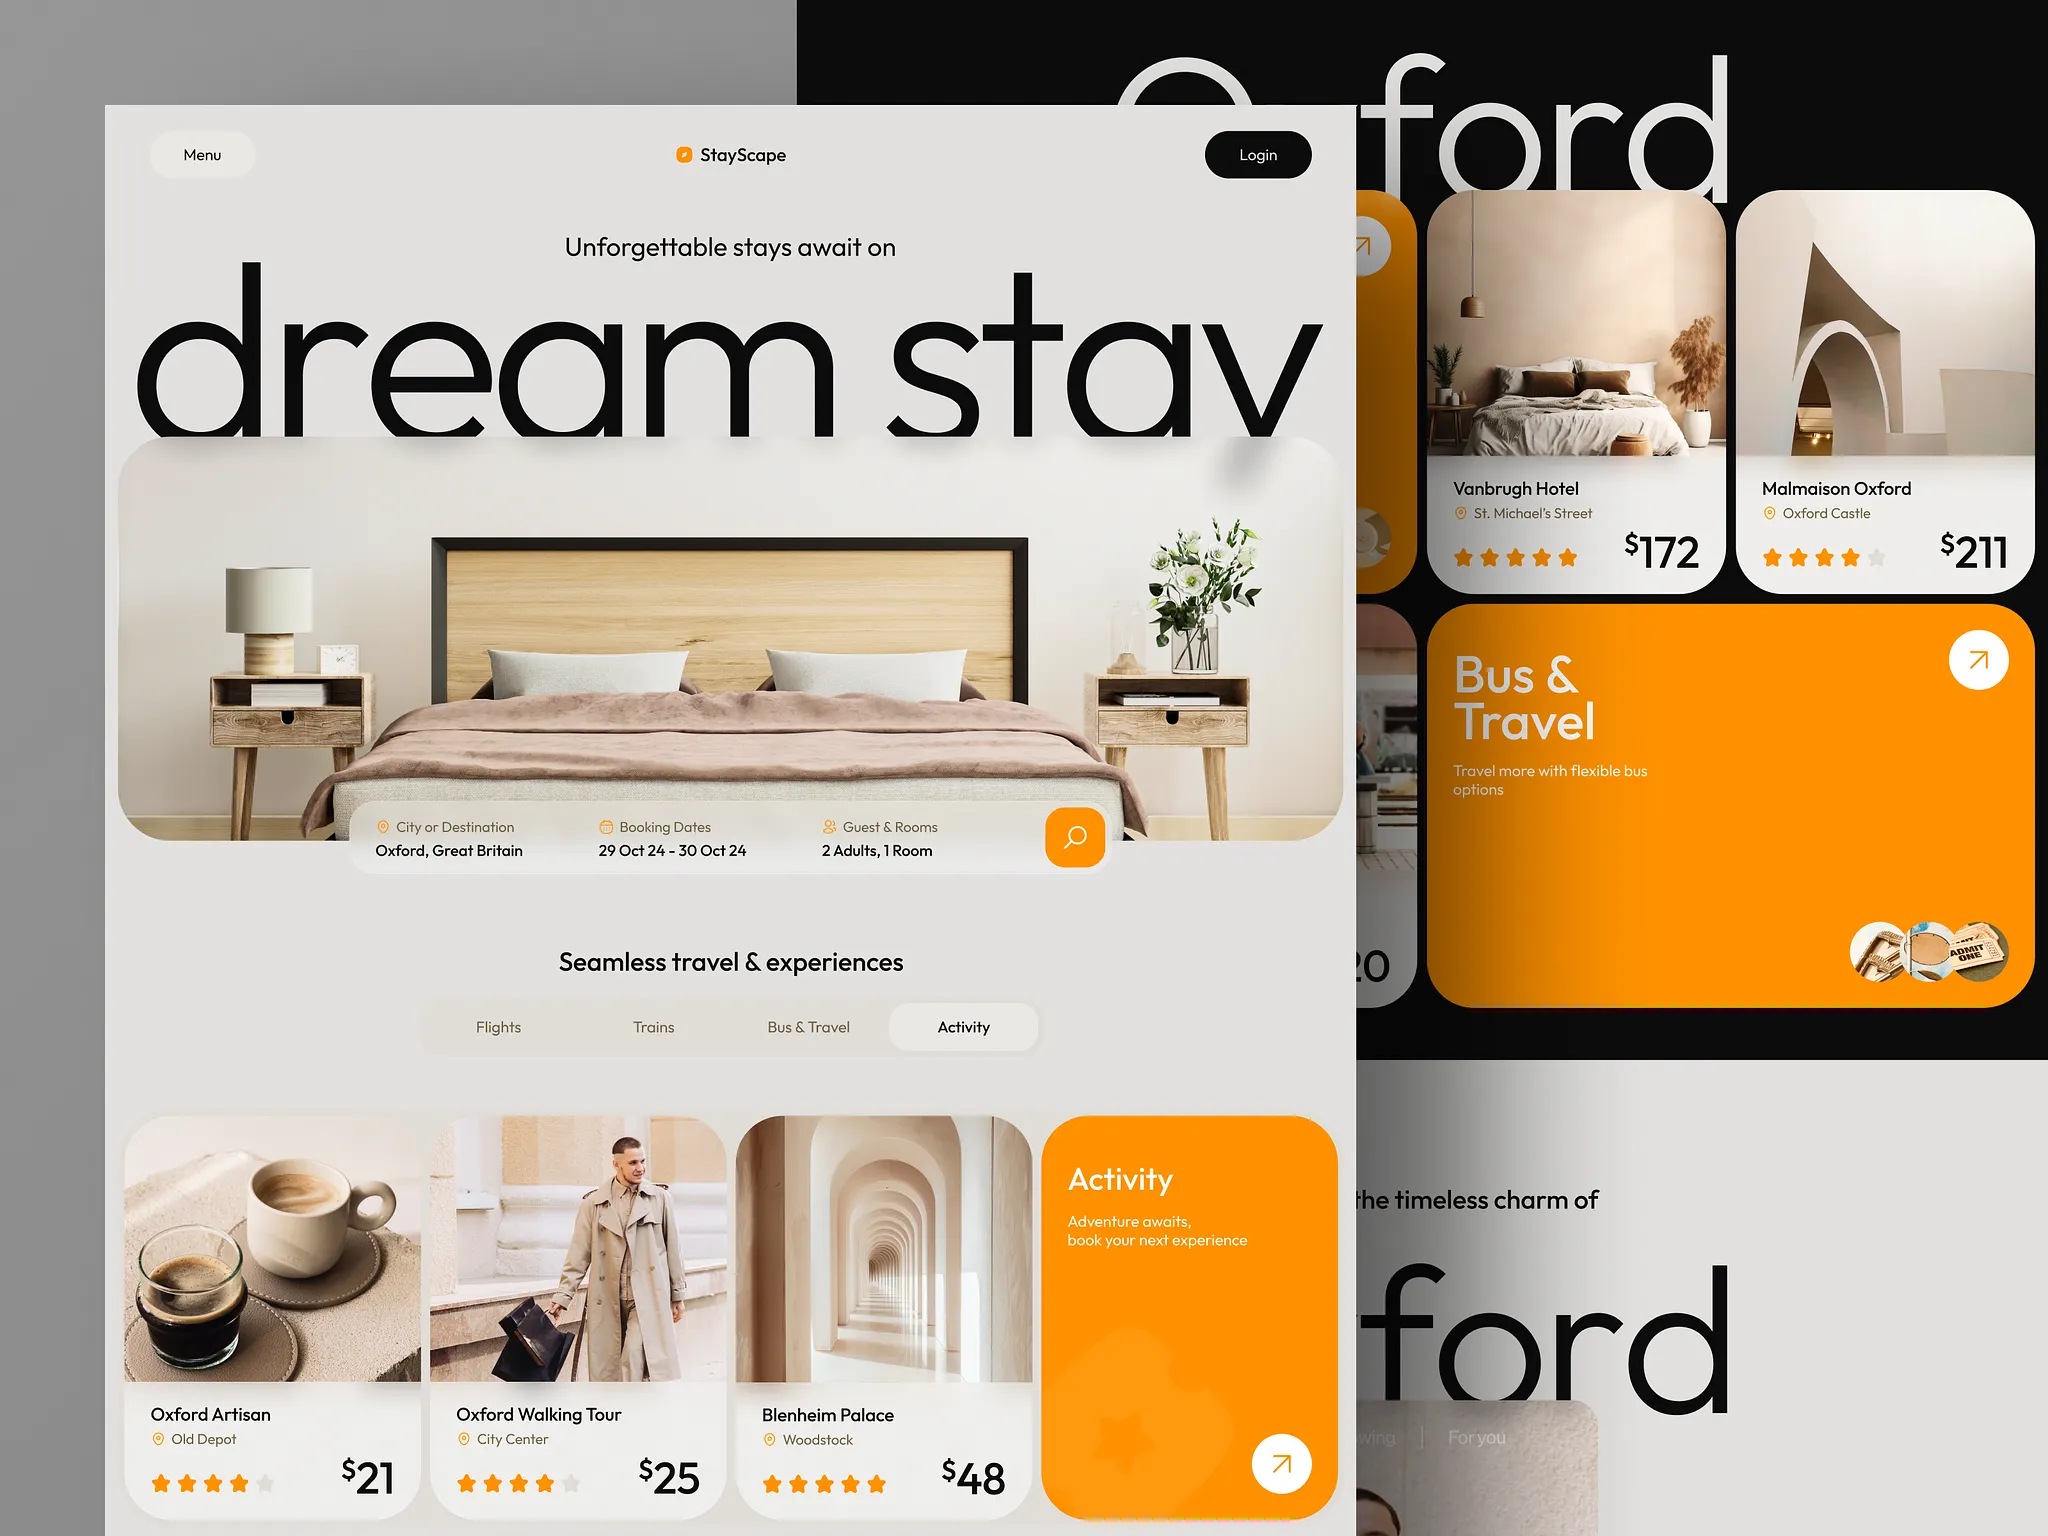 Menu
StayScape
Login
Unforgettable stays await on
dream stay
City or Destination
Oxford, Great Britain
Booking Dates
29 Oct 24 - 30 Oct 24
Guest & Rooms
2 Adults, 1 Room
Seamless travel & experiences
Flights
Trains
Bus & Travel
Activity
Oxford Artisan
Old Depot
$21
Oxford Walking Tour
City Center
$25
Blenheim Palace
Woodstock
$48
Activity
Adventure awaits,
book your next experience
Oxford
Vanbrugh Hotel
St. Michael's Street
$172
Malmaison Oxford
Oxford Castle
$211
20
Bus &
Travel
Travel more with flexible bus
options
ADMIT
ONE
the timeless charm of
ford
For you